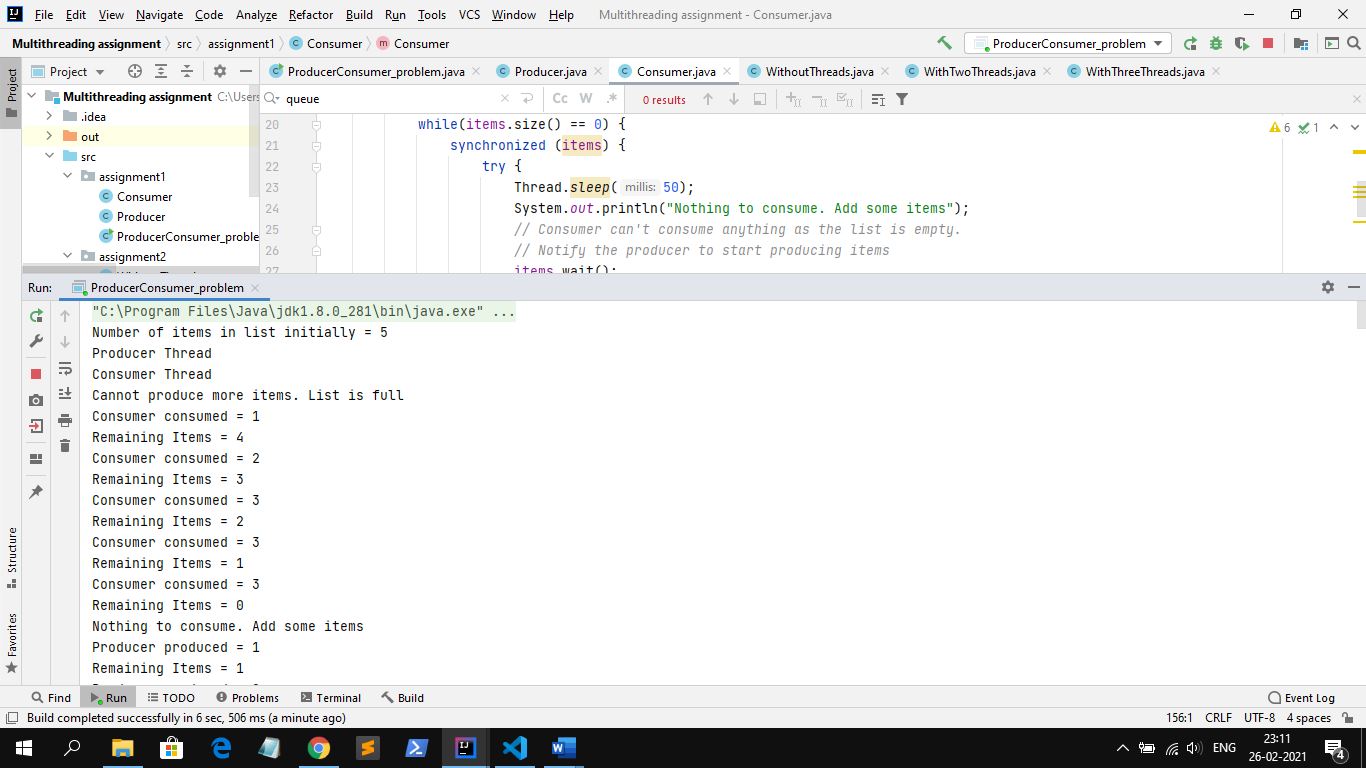 File Edit View Navigate Code Analyze Refactor Build Run Tools VCS Window Help Multithreading assignment - Consumer.java
Multithreading assignment src assignment1 Consumer Consumer ProducerConsumer_problem
Project Project ProducerConsumer_problem.java Producer.java Consumer.java WithoutThreads.java WithTwoThreads.java WithThreeThreads.java
Multithreading assignment C:\Users
queue Cc W .* 0 results
.idea
out
src
assignment1
Consumer
Producer
ProducerConsumer_proble
assignment2
6 1
20 while(items.size() == 0) {
21 synchronized (items) {
22 try {
23 Thread.sleep( millis: 50);
24 System.out.println("Nothing to consume. Add some items");
25 // Consumer can't consume anything as the list is empty.
26 // Notify the producer to start producing items
27 items.wait();
Run: ProducerConsumer_problem
"C:\Program Files\Java\jdk1.8.0_281\bin\java.exe" ...
Number of items in list initially = 5
Producer Thread
Consumer Thread
Cannot produce more items. List is full
Consumer consumed = 1
Remaining Items = 4
Consumer consumed = 2
Remaining Items = 3
Consumer consumed = 3
Remaining Items = 2
Consumer consumed = 3
Remaining Items = 1
Consumer consumed = 3
Remaining Items = 0
Nothing to consume. Add some items
Producer produced = 1
Remaining Items = 1
Structure
Favorites
Find Run TODO Problems Terminal Build Event Log
Build completed successfully in 6 sec, 506 ms (a minute ago) 156:1 CRLF UTF-8 4 spaces
ENG 23:11
26-02-2021 4